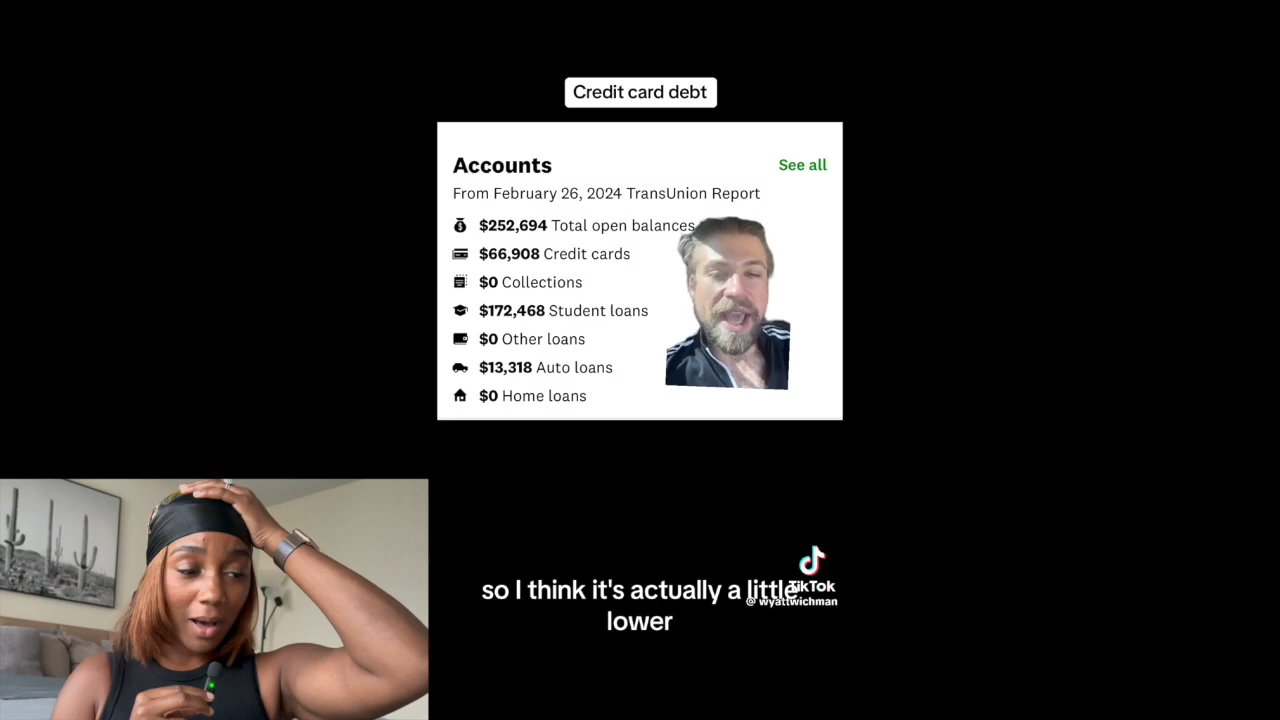 Credit card debt
Accounts
See all
From February 26, 2024 TransUnion Report
$252,694 Total open balances
$66,908 Credit cards
$0 Collections
$172,468 Student loans
$0 Other loans
$13,318 Auto loans
$0 Home loans
so I think it's actually a little
lower
TikTok
@ wyattwichman